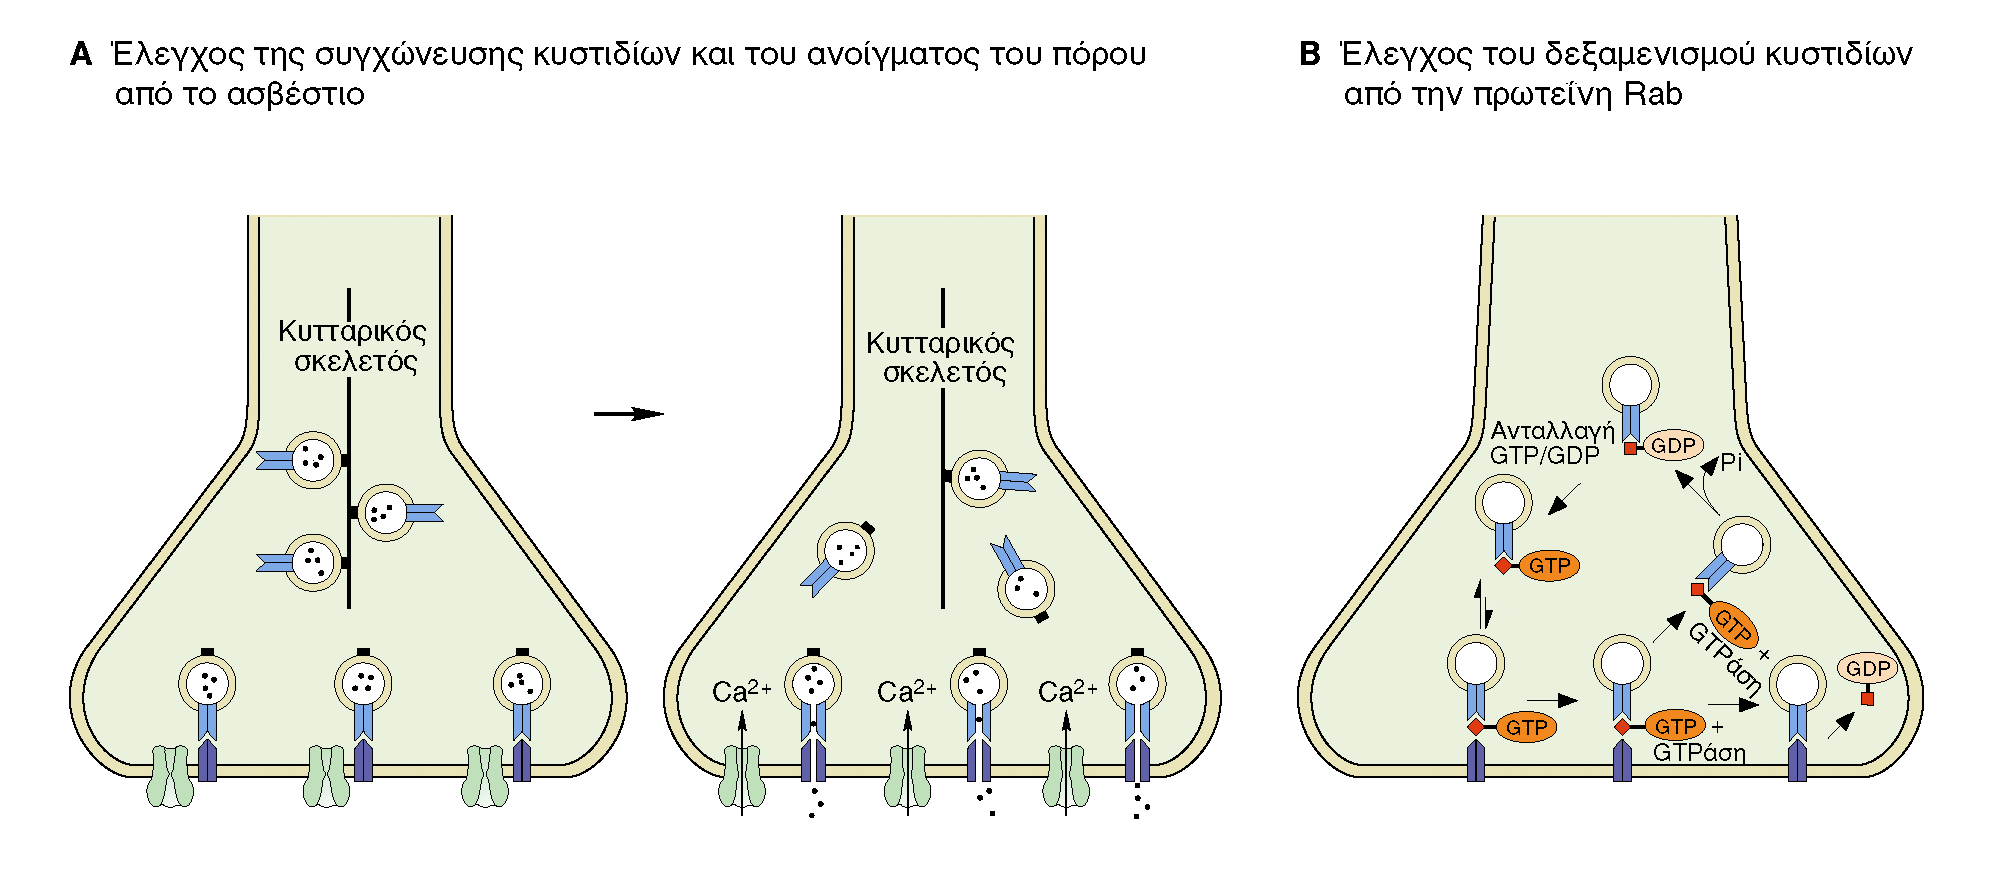 A Έλεγχος της συγχώνευσης κυστιδίων και του ανοίγματος του πόρου
από το ασβέστιο
B Έλεγχος του δεξαμενισμού κυστιδίων
από την πρωτεΐνη Rab
Κυτταρικός
σκελετός
Κυτταρικός
σκελετός
Ca2+
Ca2+
Ca2+
Ανταλλαγή
GTP/GDP
GDP
Pi
GTP
GTP
+
GTPάση
GDP
GTP
GTP +
GTPάση